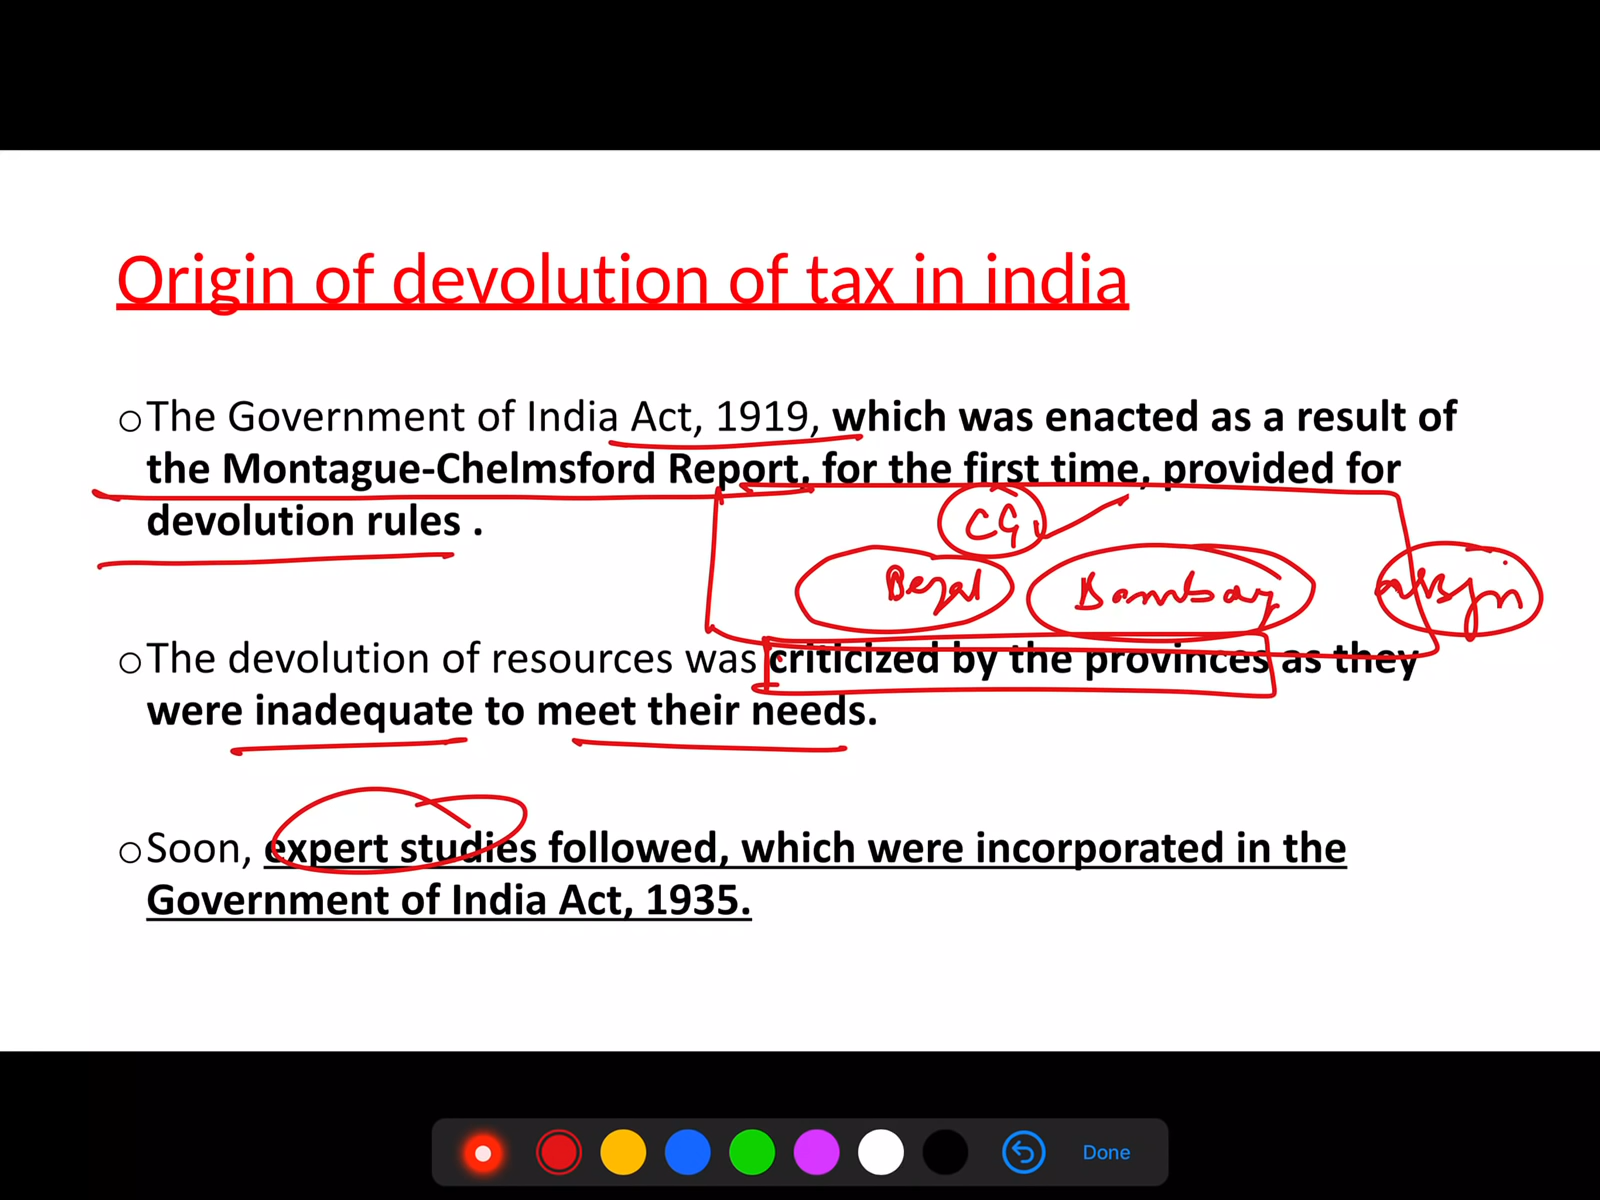 Origin of devolution of tax in india
The Government of India Act, 1919, which was enacted as a result of
the Montague-Chelmsford Report, for the first time, provided for
devolution rules .
CG
Bombay
The devolution of resources was criticized by the provinces as they
were inadequate to meet their needs.
Soon, expert studies followed, which were incorporated in the
Government of India Act, 1935.
Done